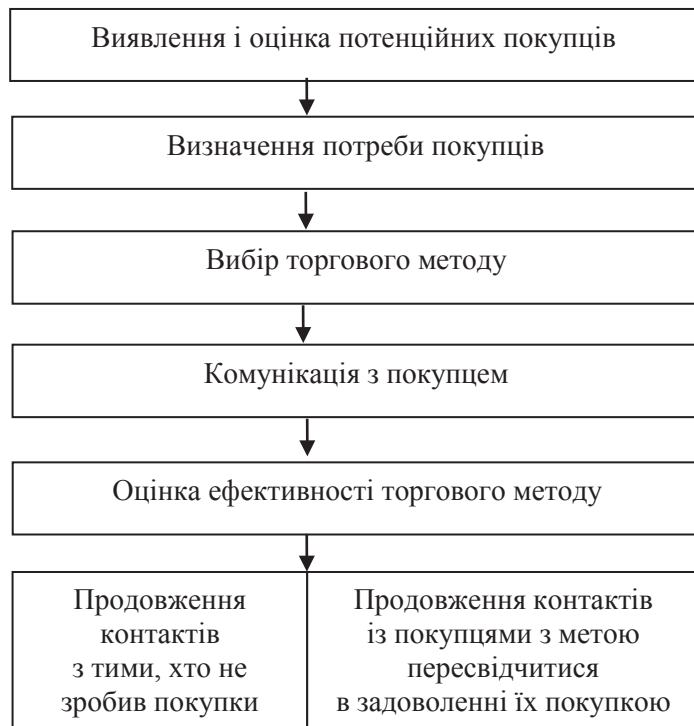 Виявлення і оцінка потенційних покупців
Визначення потреби покупців
Вибір торгового методу
Комунікація з покупцем
Оцінка ефективності торгового методу
Продовження
контактів
з тими, хто не
зробив покупки
Продовження контактів
із покупцями з метою
пересвідчитися
в задоволенні їх покупкою